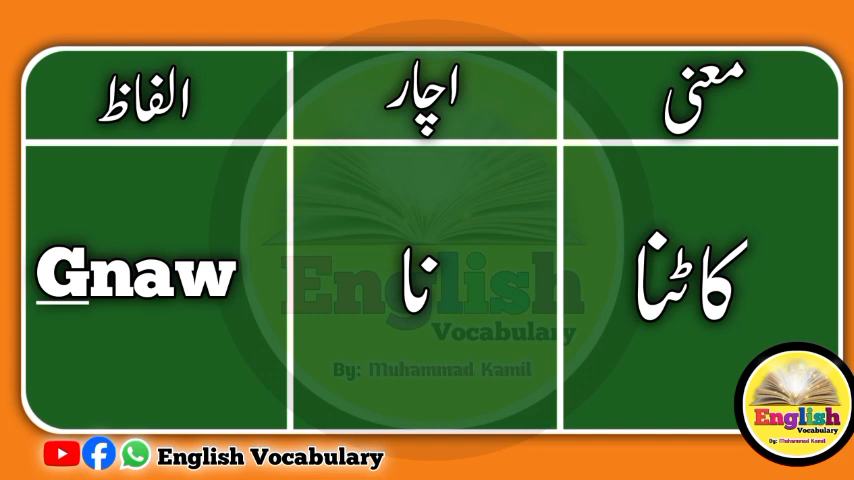 الفاظ
اچار
معنی
Gnaw
نا
کاٹنا
English
Vocabulary
By: Muhammad Kamil
English
Vocabulary
By: Muhammad Kamil
English Vocabulary